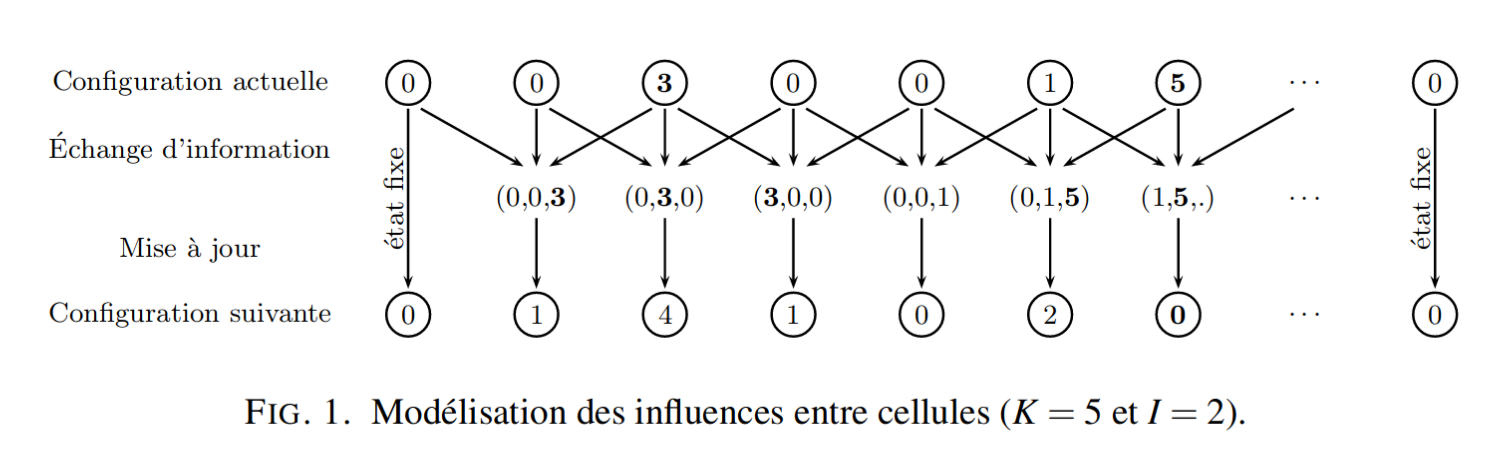 Configuration actuelle 0 0 3 0 0 1 5 ... 0
Échange d'information
état fixe
(0,0,3) (0,3,0) (3,0,0) (0,0,1) (0,1,5) (1,5,.) ...
état fixe
Mise à jour
Configuration suivante 0 1 4 1 0 2 0 ... 0
FIG. 1. Modélisation des influences entre cellules (K = 5 et I = 2).